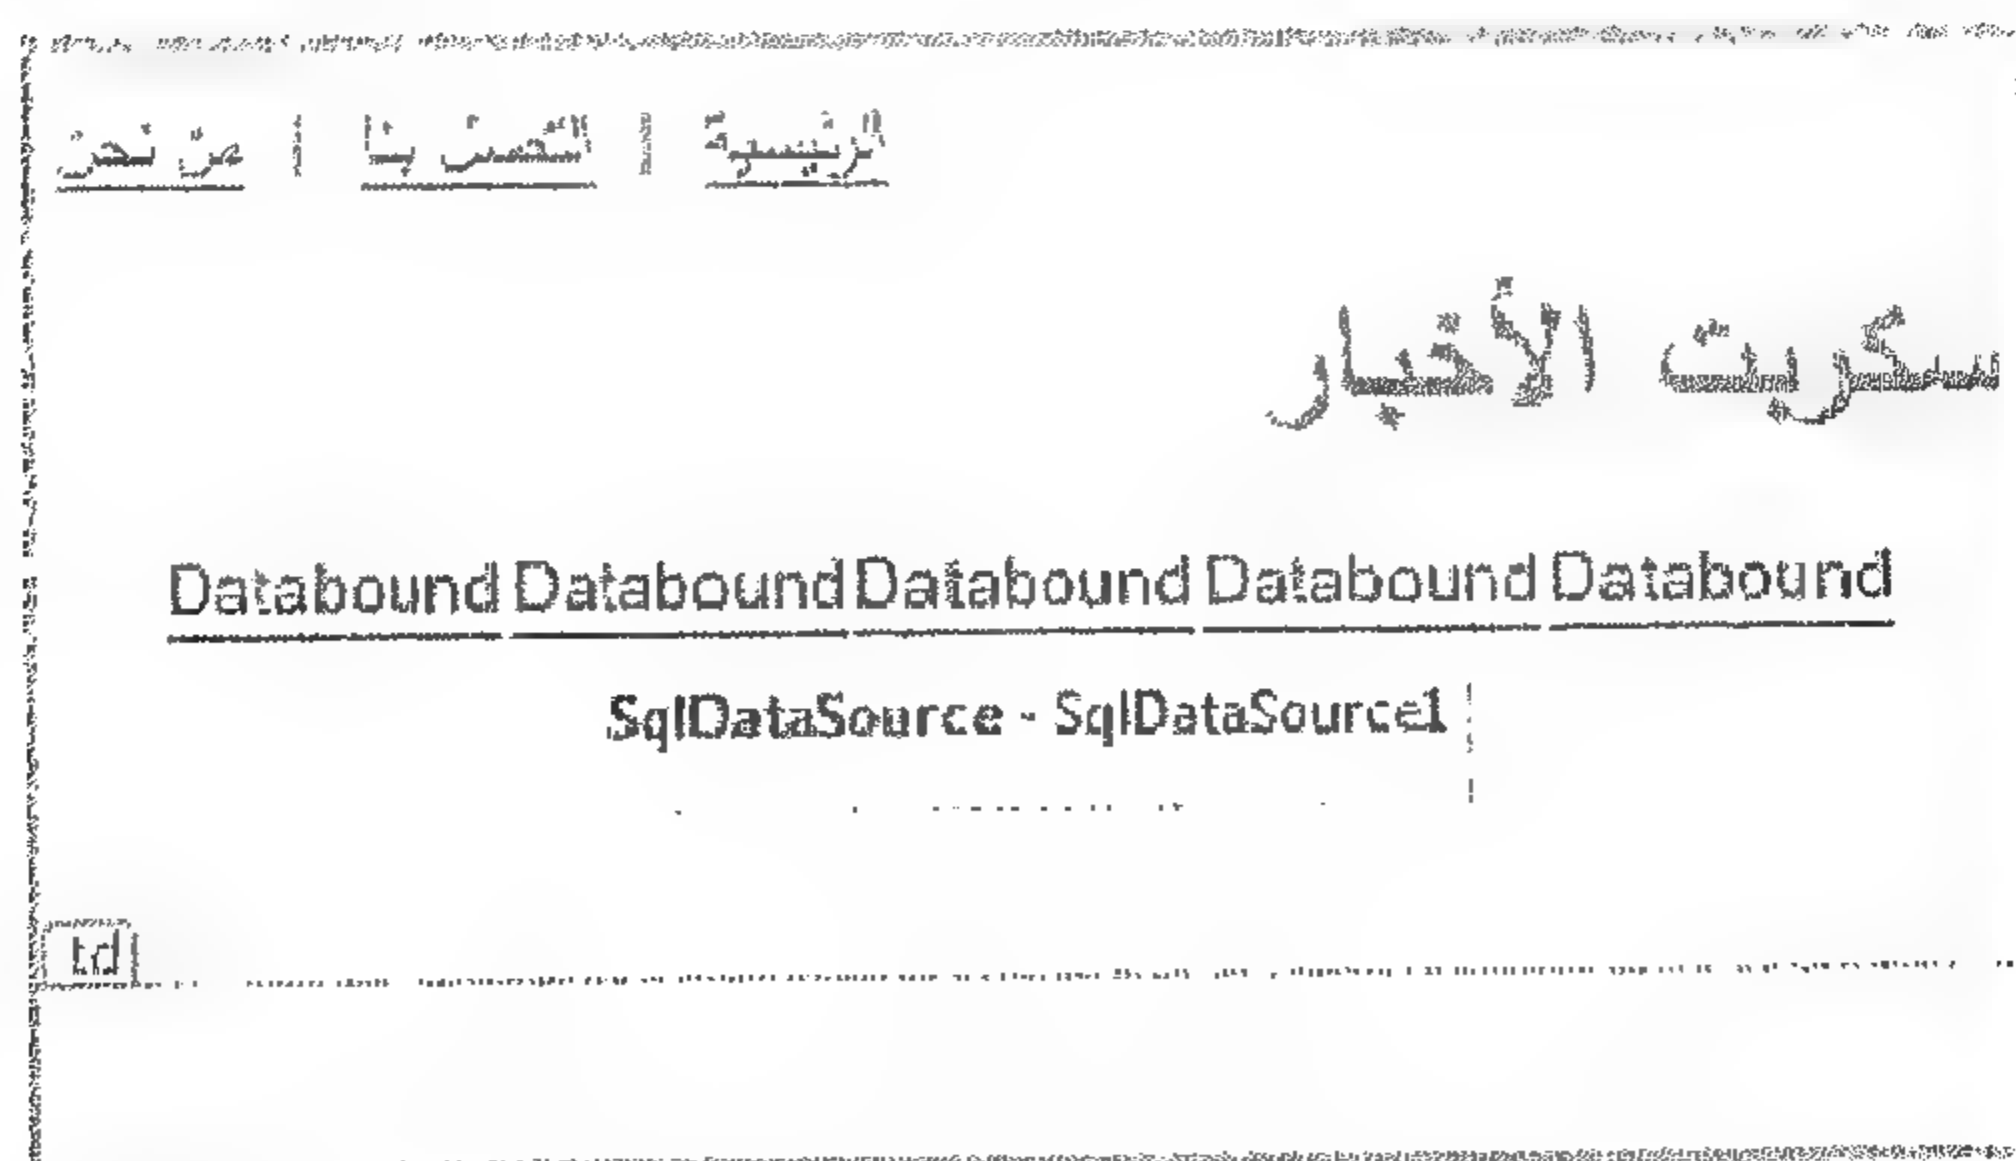 الرئيسية | اتصل بنا | من نحن
سكربت الأخبار
Databound Databound Databound Databound Databound
SqlDataSource - SqlDataSource1
td